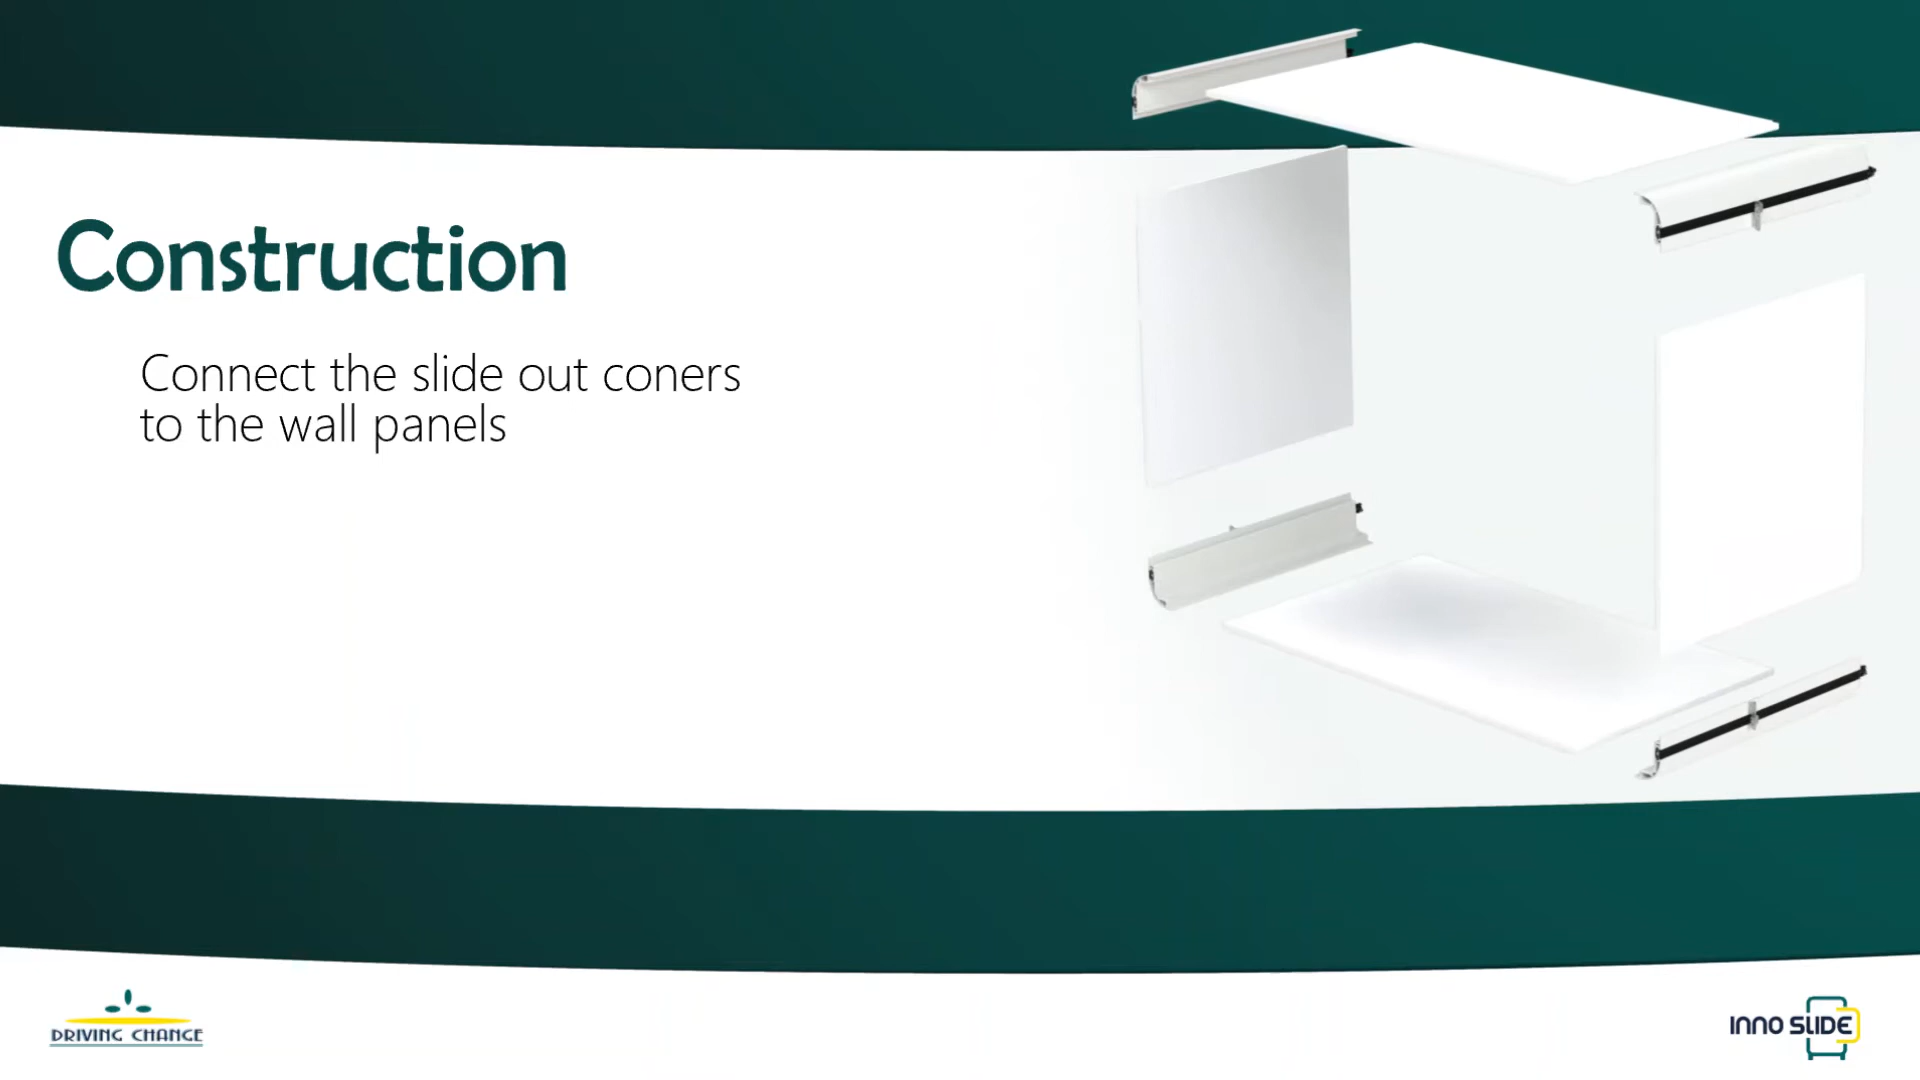 Construction
Connect the slide out coners
to the wall panels
DRIVING CHANGE
INNO SLIDE